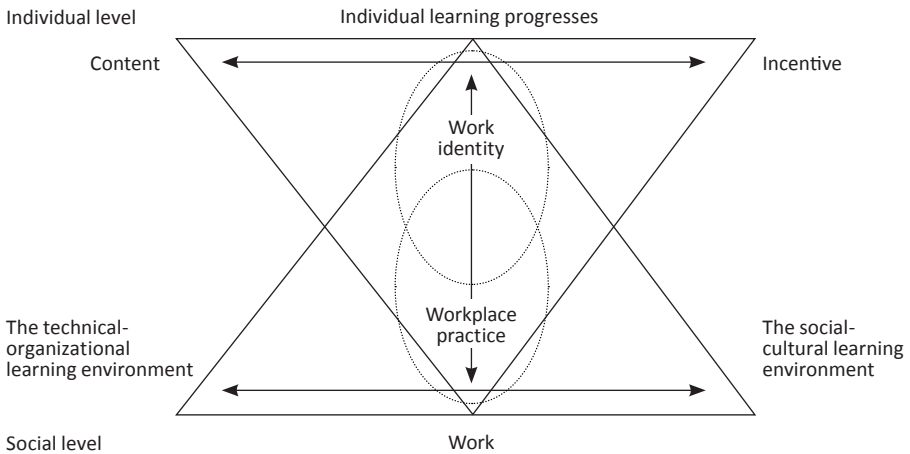 Individual level
Individual learning progresses
Content
Incentive
Work
identity
Workplace
practice
The technical-
organizational
learning environment
The social-
cultural learning
environment
Social level
Work